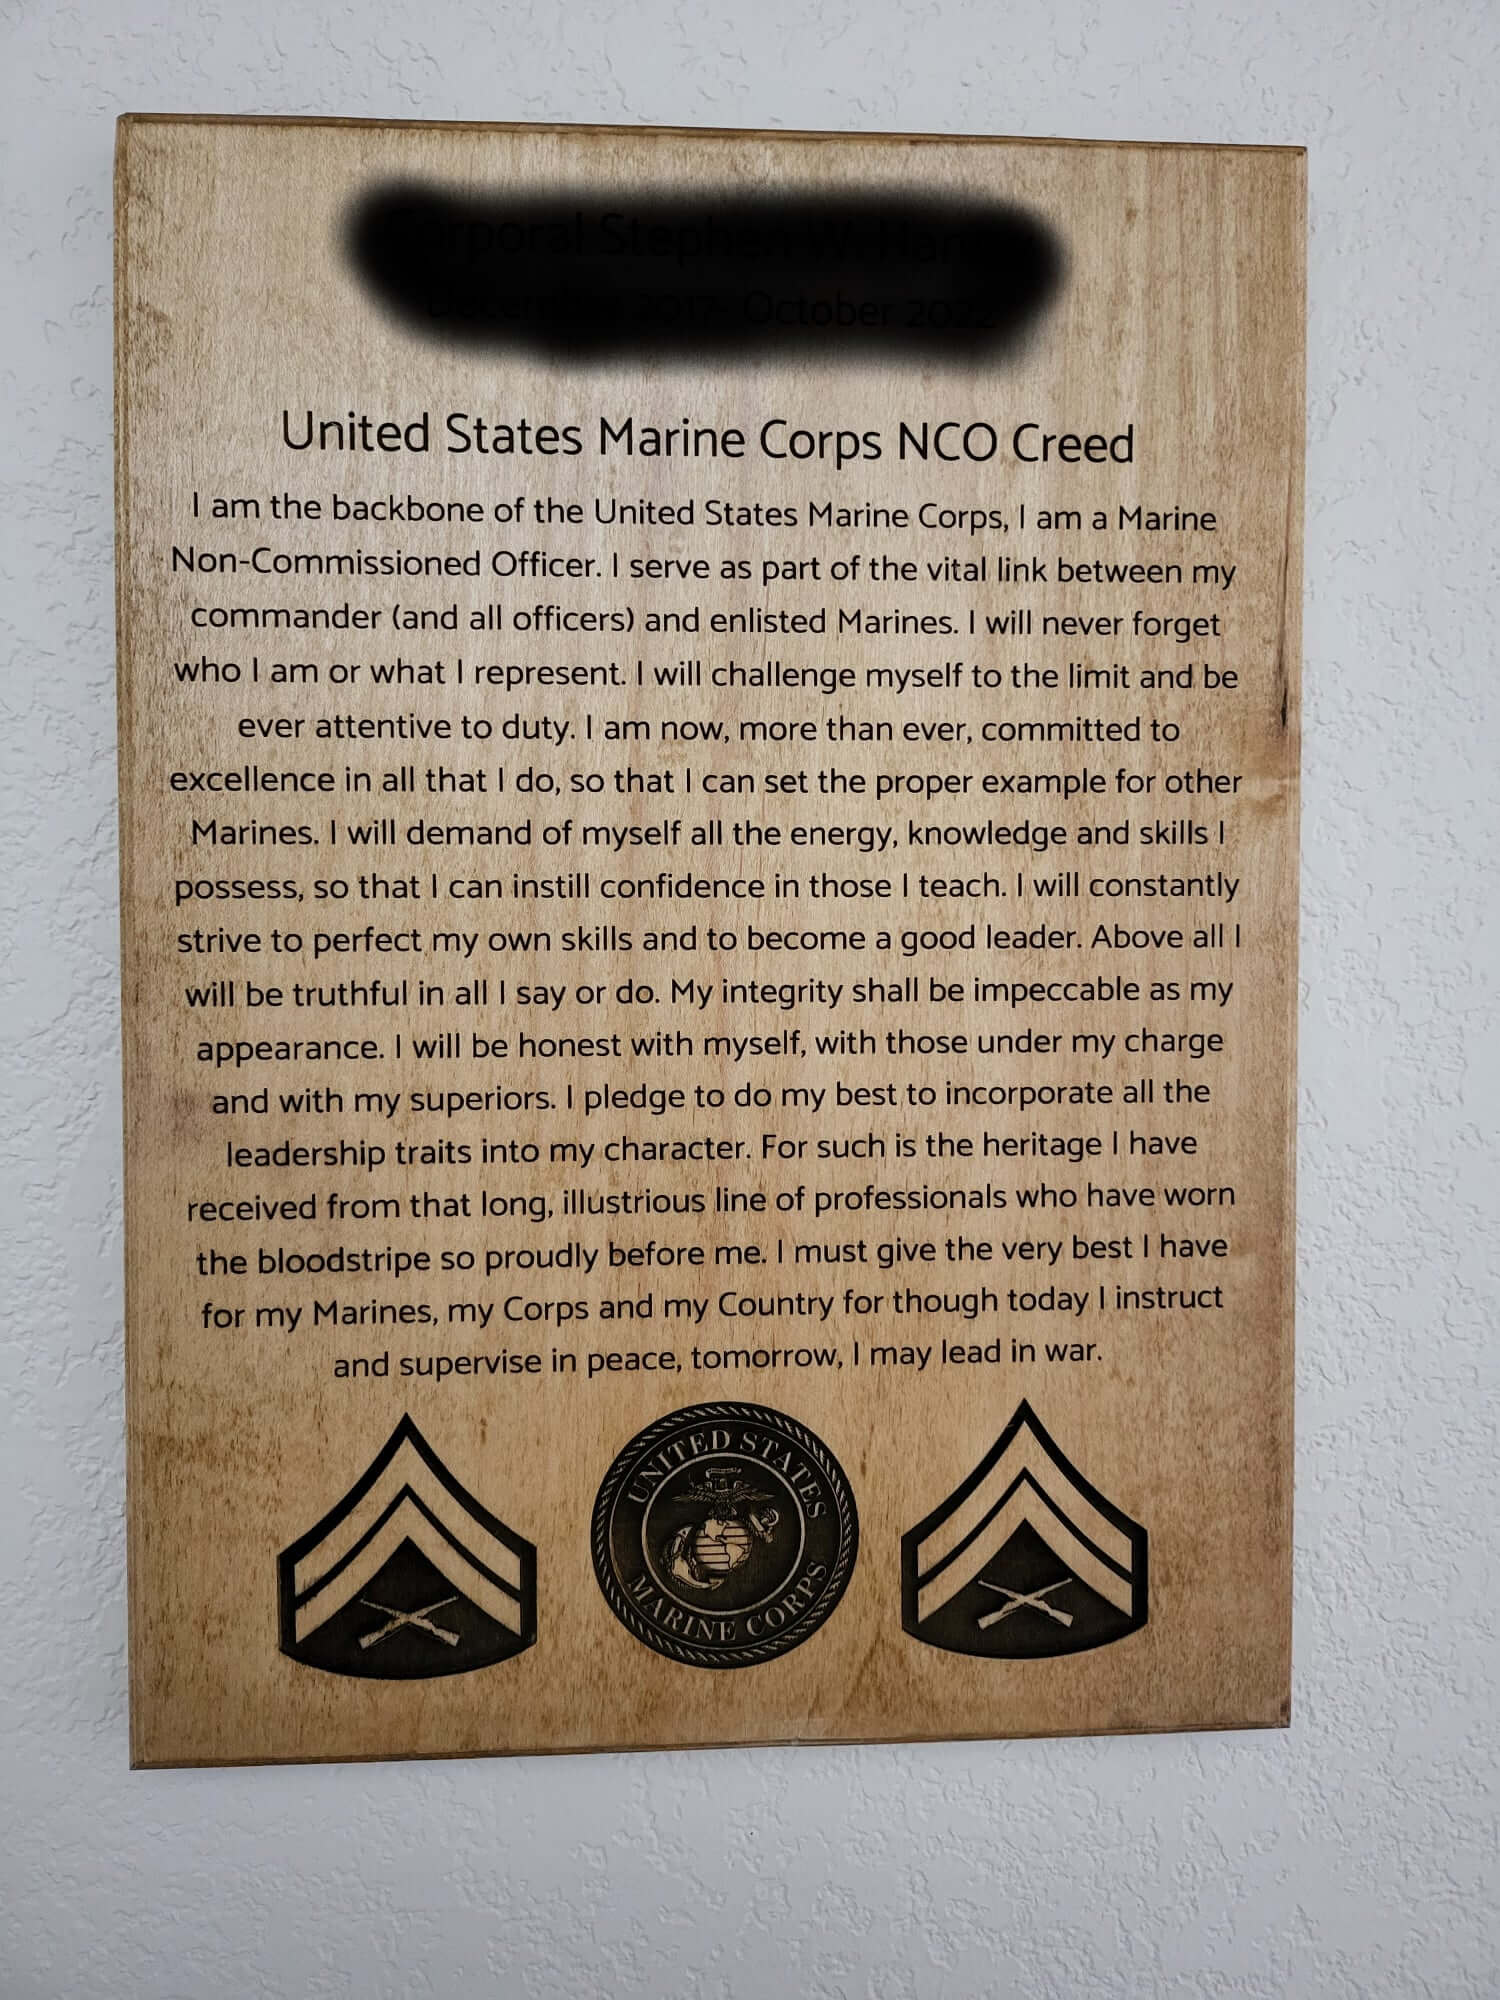 United States Marine Corps NCO Creed
I am the backbone of the United States Marine Corps, I am a Marine
Non-Commissioned Officer. I serve as part of the vital link between my
commander (and all officers) and enlisted Marines. I will never forget
who I am or what I represent. I will challenge myself to the limit and be
ever attentive to duty. I am now, more than ever, committed to
excellence in all that I do, so that I can set the proper example for other
Marines. I will demand of myself all the energy, knowledge and skills I
possess, so that I can instill confidence in those I teach. I will constantly
strive to perfect my own skills and to become a good leader. Above all I
will be truthful in all I say or do. My integrity shall be impeccable as my
appearance. I will be honest with myself, with those under my charge
and with my superiors. I pledge to do my best to incorporate all the
leadership traits into my character. For such is the heritage I have
received from that long, illustrious line of professionals who have worn
the bloodstripe so proudly before me. I must give the very best I have
for my Marines, my Corps and my Country for though today I instruct
and supervise in peace, tomorrow, I may lead in war.
UNITED STATES
MARINE CORPS